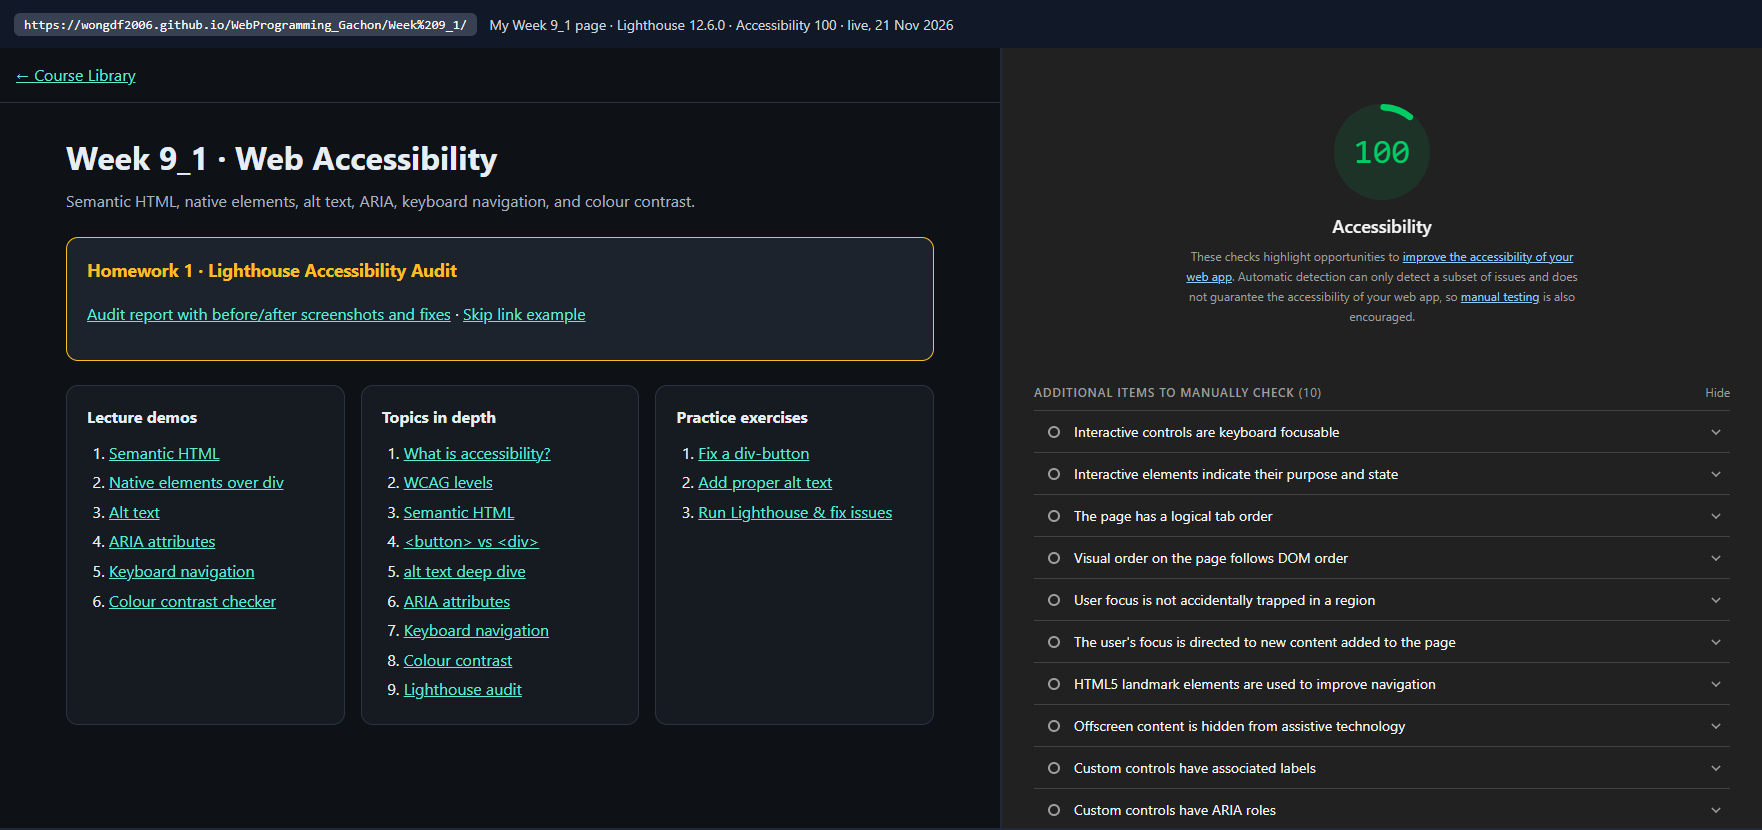 https://wongdf2006.github.io/WebProgramming_Gachon/Week%209_1/ My Week 9_1 page · Lighthouse 12.6.0 · Accessibility 100 · live, 21 Nov 2026
← Course Library
Week 9_1 · Web Accessibility
Semantic HTML, native elements, alt text, ARIA, keyboard navigation, and colour contrast.
Homework 1 · Lighthouse Accessibility Audit
Audit report with before/after screenshots and fixes · Skip link example
Lecture demos
1. Semantic HTML
2. Native elements over div
3. Alt text
4. ARIA attributes
5. Keyboard navigation
6. Colour contrast checker
Topics in depth
1. What is accessibility?
2. WCAG levels
3. Semantic HTML
4. <button> vs <div>
5. alt text deep dive
6. ARIA attributes
7. Keyboard navigation
8. Colour contrast
9. Lighthouse audit
Practice exercises
1. Fix a div-button
2. Add proper alt text
3. Run Lighthouse & fix issues
100
Accessibility
These checks highlight opportunities to improve the accessibility of your
web app. Automatic detection can only detect a subset of issues and does
not guarantee the accessibility of your web app, so manual testing is also
encouraged.
ADDITIONAL ITEMS TO MANUALLY CHECK (10) Hide
Interactive controls are keyboard focusable
Interactive elements indicate their purpose and state
The page has a logical tab order
Visual order on the page follows DOM order
User focus is not accidentally trapped in a region
The user's focus is directed to new content added to the page
HTML5 landmark elements are used to improve navigation
Offscreen content is hidden from assistive technology
Custom controls have associated labels
Custom controls have ARIA roles